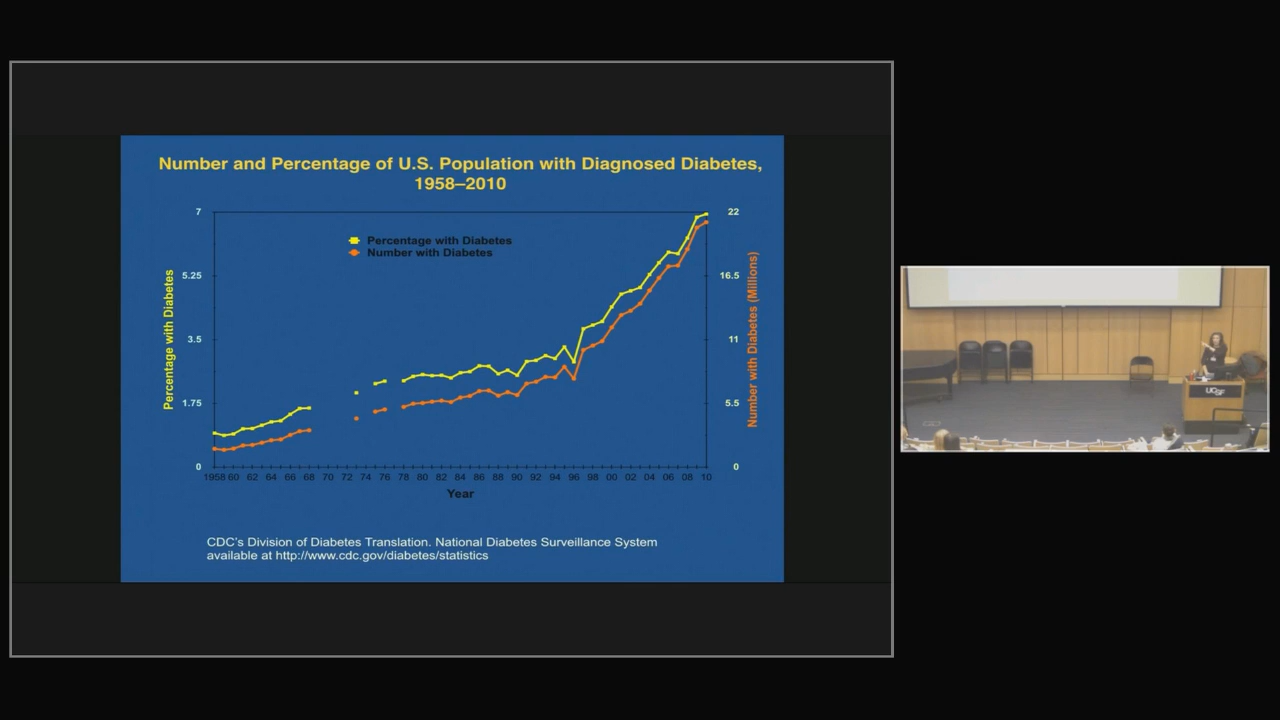 Number and Percentage of U.S. Population with Diagnosed Diabetes,
1958–2010
7
5.25
3.5
1.75
0
Percentage with Diabetes
Percentage with Diabetes
Number with Diabetes
22
16.5
11
5.5
0
Number with Diabetes (Millions)
1958 60 62 64 66 68 70 72 74 76 78 80 82 84 86 88 90 92 94 96 98 00 02 04 06 08 10
Year
CDC's Division of Diabetes Translation. National Diabetes Surveillance System
available at http://www.cdc.gov/diabetes/statistics
UCSF